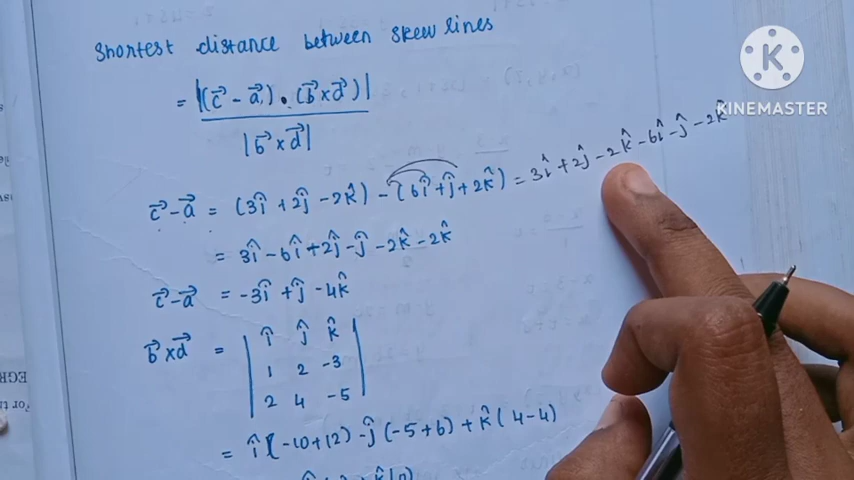 Shortest distance between skew lines
= |(c⃗ - a⃗) . (b⃗ x d⃗)| / |b⃗ x d⃗|
c⃗ - a⃗ = (3î + 2ĵ - 2k̂) - (6î + ĵ + 2k̂) = 3î + 2ĵ - 2k̂ - 6î - ĵ - 2k̂
= 3î - 6î + 2ĵ - ĵ - 2k̂ - 2k̂
c⃗ - a⃗ = -3î + ĵ - 4k̂
b⃗ x d⃗ = | î ĵ k̂
1 2 -3
2 4 -5 |
= î(-10+12) - ĵ(-5+6) + k̂(4-4)
KINEMASTER